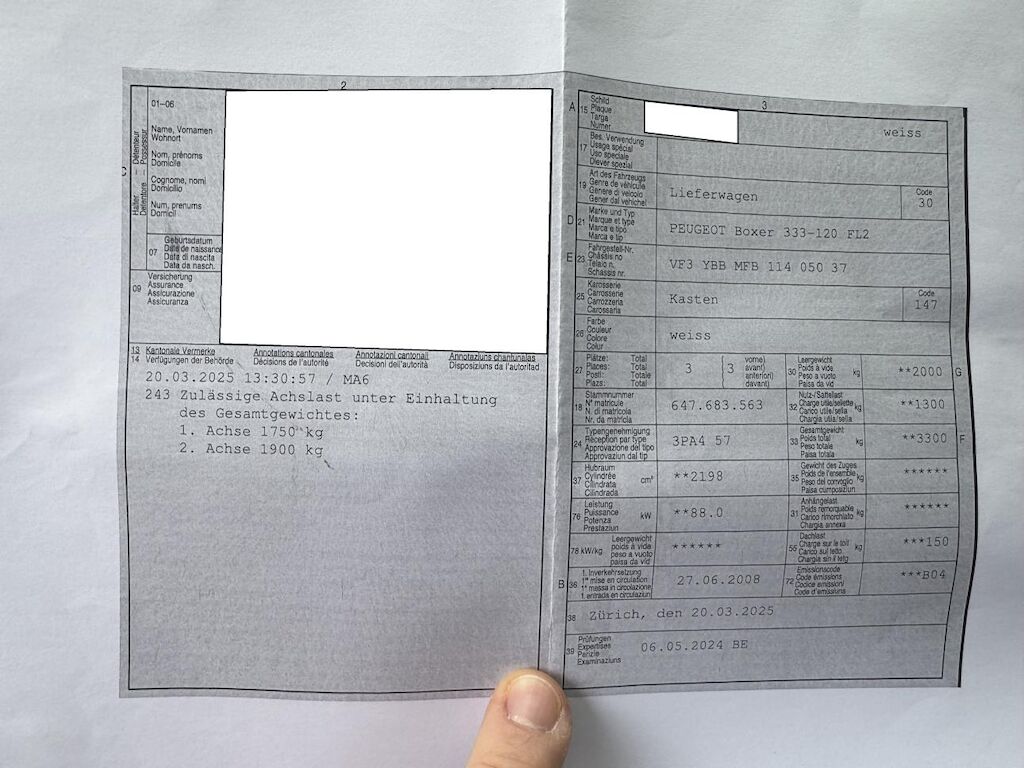 2
01–06
Name, Vornamen
Wohnort
Nom, prénoms
Domicile
Cognome, nomi
Domicilio
Num, prenums
Domicil
C
Halter – Détenteur
Detentore – Possessur
07
Geburtsdatum
Date de naissance
Data di nascita
Data da nasch.
09
Versicherung
Assurance
Assicurazione
Assicuranza
13 Kantonale Vermerke Annotations cantonales Annotazioni cantonali Annotaziuns chantunalas
14 Verfügungen der Behörde Décisions de l'autorité Decisioni dell'autorità Disposiziuns da l'autoritad
20.03.2025 13:30:57 / MA6
243 Zulässige Achslast unter Einhaltung
des Gesamtgewichtes:
1. Achse 1750 kg
2. Achse 1900 kg
3
A 15
Schild
Plaque
Targa
Numer
weiss
17
Bes. Verwendung
Usage spécial
Uso speciale
Diever spezial
19
Art des Fahrzeugs
Genre de véhicule
Genere di veicolo
Gener dal vehichel
Lieferwagen
Code
30
D 21
Marke und Typ
Marque et type
Marca e tipo
Marca e tip
PEUGEOT Boxer 333-120 FL2
E 23
Fahrgestell-Nr.
Châssis no
Telaio n.
Schassis nr.
VF3 YBB MFB 114 050 37
25
Karosserie
Carrosserie
Carrozzeria
Carossaria
Kasten
Code
147
26
Farbe
Couleur
Colore
Colur
weiss
27
Plätze: Total
Places: Total
Posti: Totale
Plazs: Total
3
3
vorne)
avant)
anteriori)
davant)
30
Leergewicht
Poids à vide
Peso a vuoto
Paisa da vid
kg
**2000
G
18
Stammnummer
N° matricule
N. di matricola
Nr. da matricla
647.683.563
32
Nutz-/Sattellast
Charge utile/sellette
Carico utile/sella
Chargia utila/sella
kg
**1300
24
Typengenehmigung
Réception par type
Approvazione del tipo
Approvaziun dal tip
3PA4 57
33
Gesamtgewicht
Poids total
Peso totale
Paisa totala
kg
**3300
F
37
Hubraum
Cylindrée
Cilindrata
Cilindrada
cm³
**2198
35
Gewicht des Zuges
Poids de l'ensemble
Peso del convoglio
Paisa cumposiziun
kg
******
76
Leistung
Puissance
Potenza
Prestaziun
kW
**88.0
31
Anhängelast
Poids remorquable
Carico rimorchiato
Chargia annexa
kg
******
78 kW/kg
Leergewicht
poids à vide
peso a vuoto
paisa da vid
******
55
Dachlast
Charge sur le toit
Carico sul tetto
Chargia sin il tetg
kg
***150
B 36
1. Inverkehrsetzung
1re mise en circulation
1a messa in circolazione
1. entrada en circulaziun
27.06.2008
72
Emissionscode
Code émissions
Codice emissioni
Code d'emissiuns
***B04
38 Zürich, den 20.03.2025
39
Prüfungen
Expertises
Perizie
Examinaziuns
06.05.2024 BE